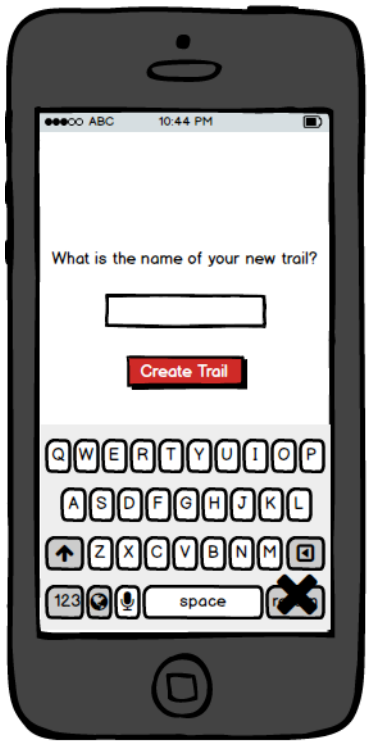 ABC 10:44 PM
What is the name of your new trail?
Create Trail
Q W E R T Y U I O P
A S D F G H J K L
Z X C V B N M
123 space